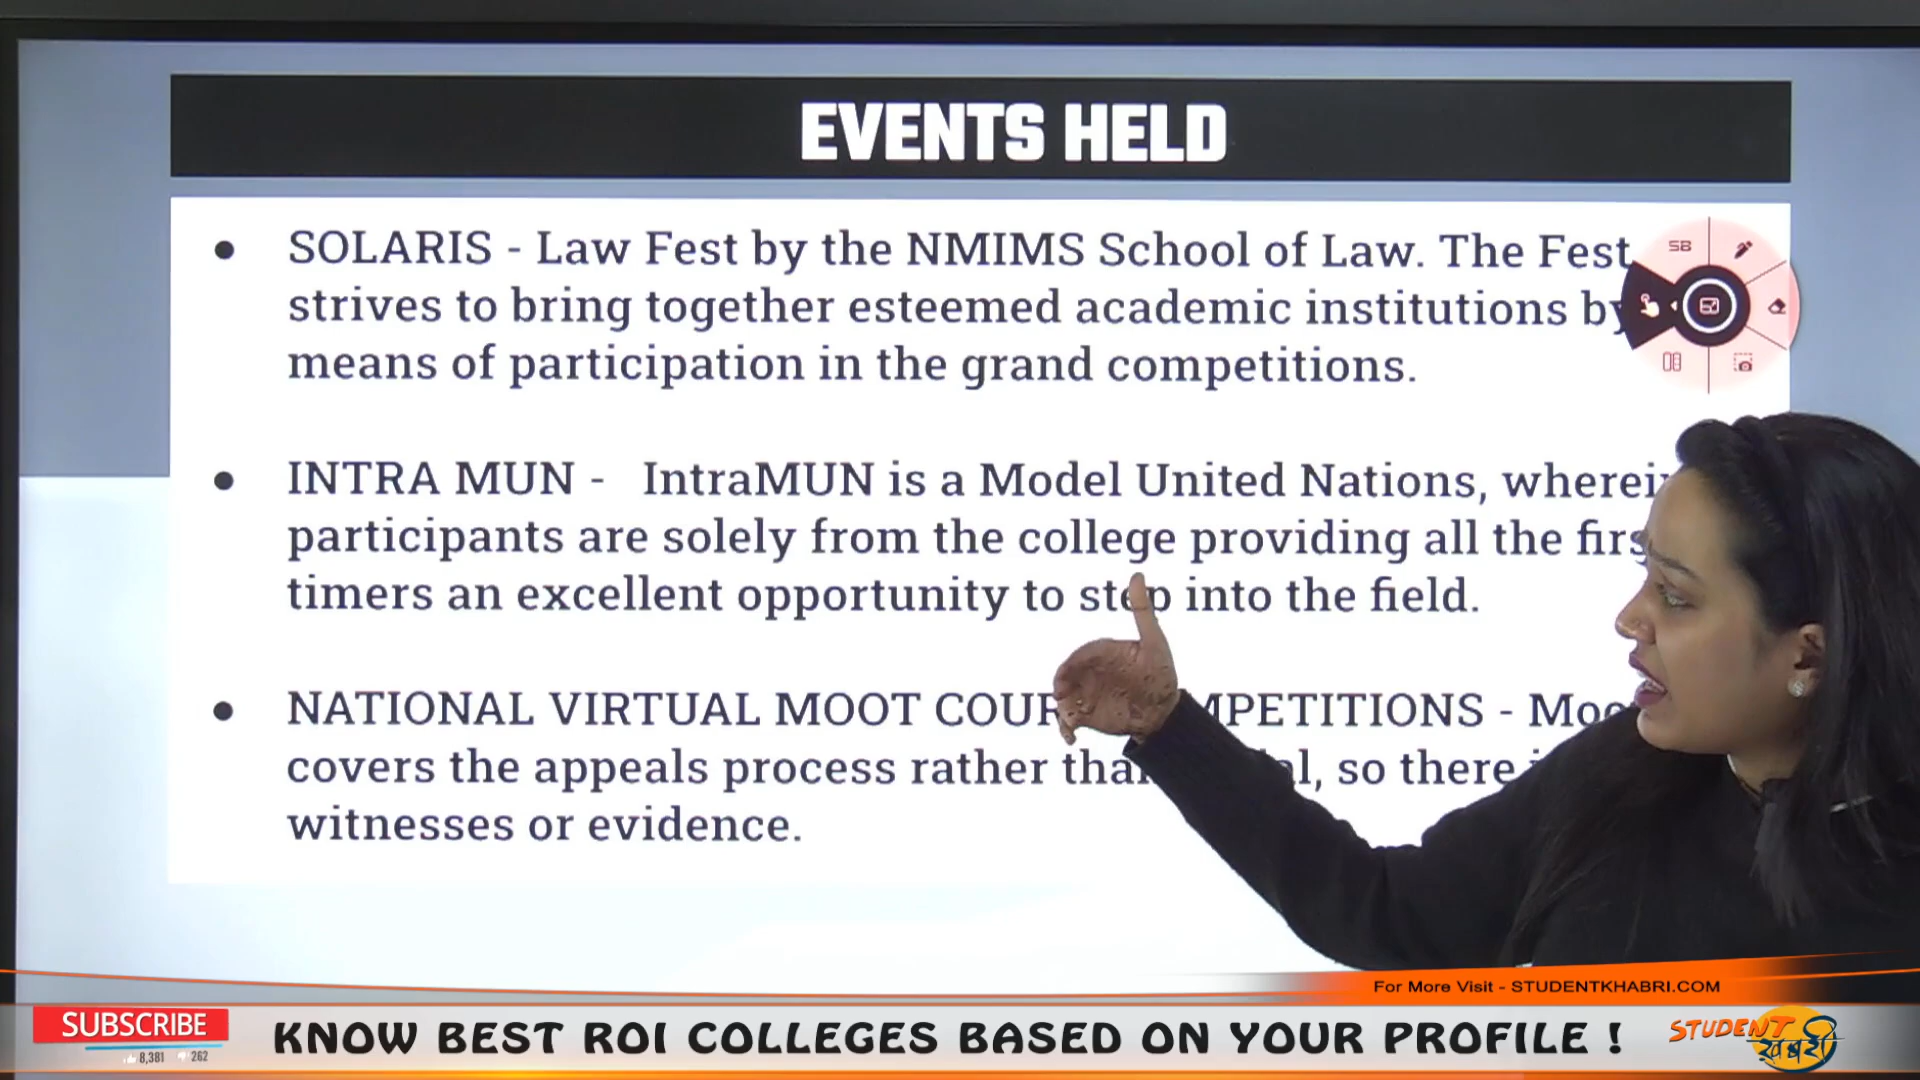 EVENTS HELD
SOLARIS - Law Fest by the NMIMS School of Law. The Fest
strives to bring together esteemed academic institutions by
means of participation in the grand competitions.
INTRA MUN - IntraMUN is a Model United Nations,
participants are solely from the college providing all the
timers an excellent opportunity to step into the field.
NATIONAL VIRTUAL MOOT
covers the appeals process rather so there
witnesses or evidence.
SB
For More Visit - STUDENTKHABRI.COM
SUBSCRIBE
8,381 262
KNOW BEST ROI COLLEGES BASED ON YOUR PROFILE !
STUDENT
ख़बरी